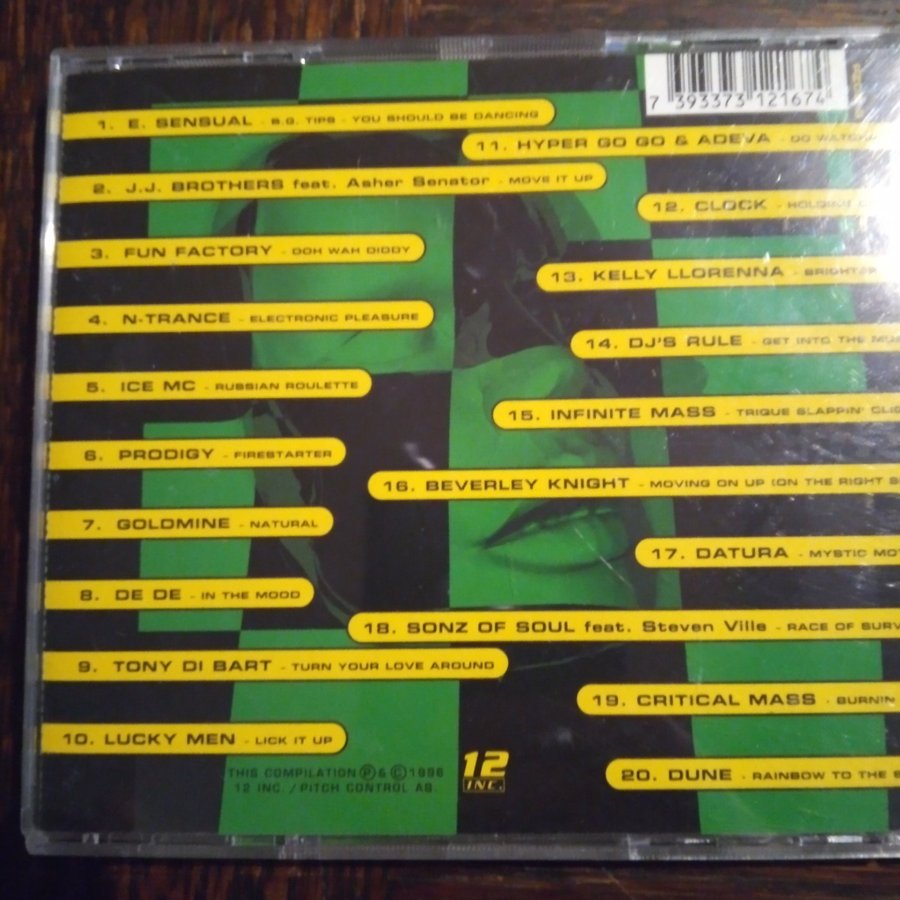 7 393373 121674
1. E. SENSUAL - B.G. TIPS - YOU SHOULD BE DANCING
2. J.J. BROTHERS feat. Asher Senator - MOVE IT UP
3. FUN FACTORY - DOH WAH DIDDY
4. N-TRANCE - ELECTRONIC PLEASURE
5. ICE MC - RUSSIAN ROULETTE
6. PRODIGY - FIRESTARTER
7. GOLDMINE - NATURAL
8. DE DE - IN THE MOOD
9. TONY DI BART - TURN YOUR LOVE AROUND
10. LUCKY MEN - LICK IT UP
11. HYPER GO GO & ADEVA - DO
12. CLOCK -
13. KELLY LLORENNA - BRIGHTER
14. DJ'S RULE - GET INTO THE
15. INFINITE MASS - TRIQUE SLAPPIN'
16. BEVERLEY KNIGHT - MOVING ON UP (ON THE RIGHT
17. DATURA - MYSTIC
18. SONZ OF SOUL feat. Steven Ville - RACE OF
19. CRITICAL MASS - BURNIN
20. DUNE - RAINBOW TO THE
THIS COMPILATION Ⓟ & © 1996
12 INC. / PITCH CONTROL AB.
12
INC.